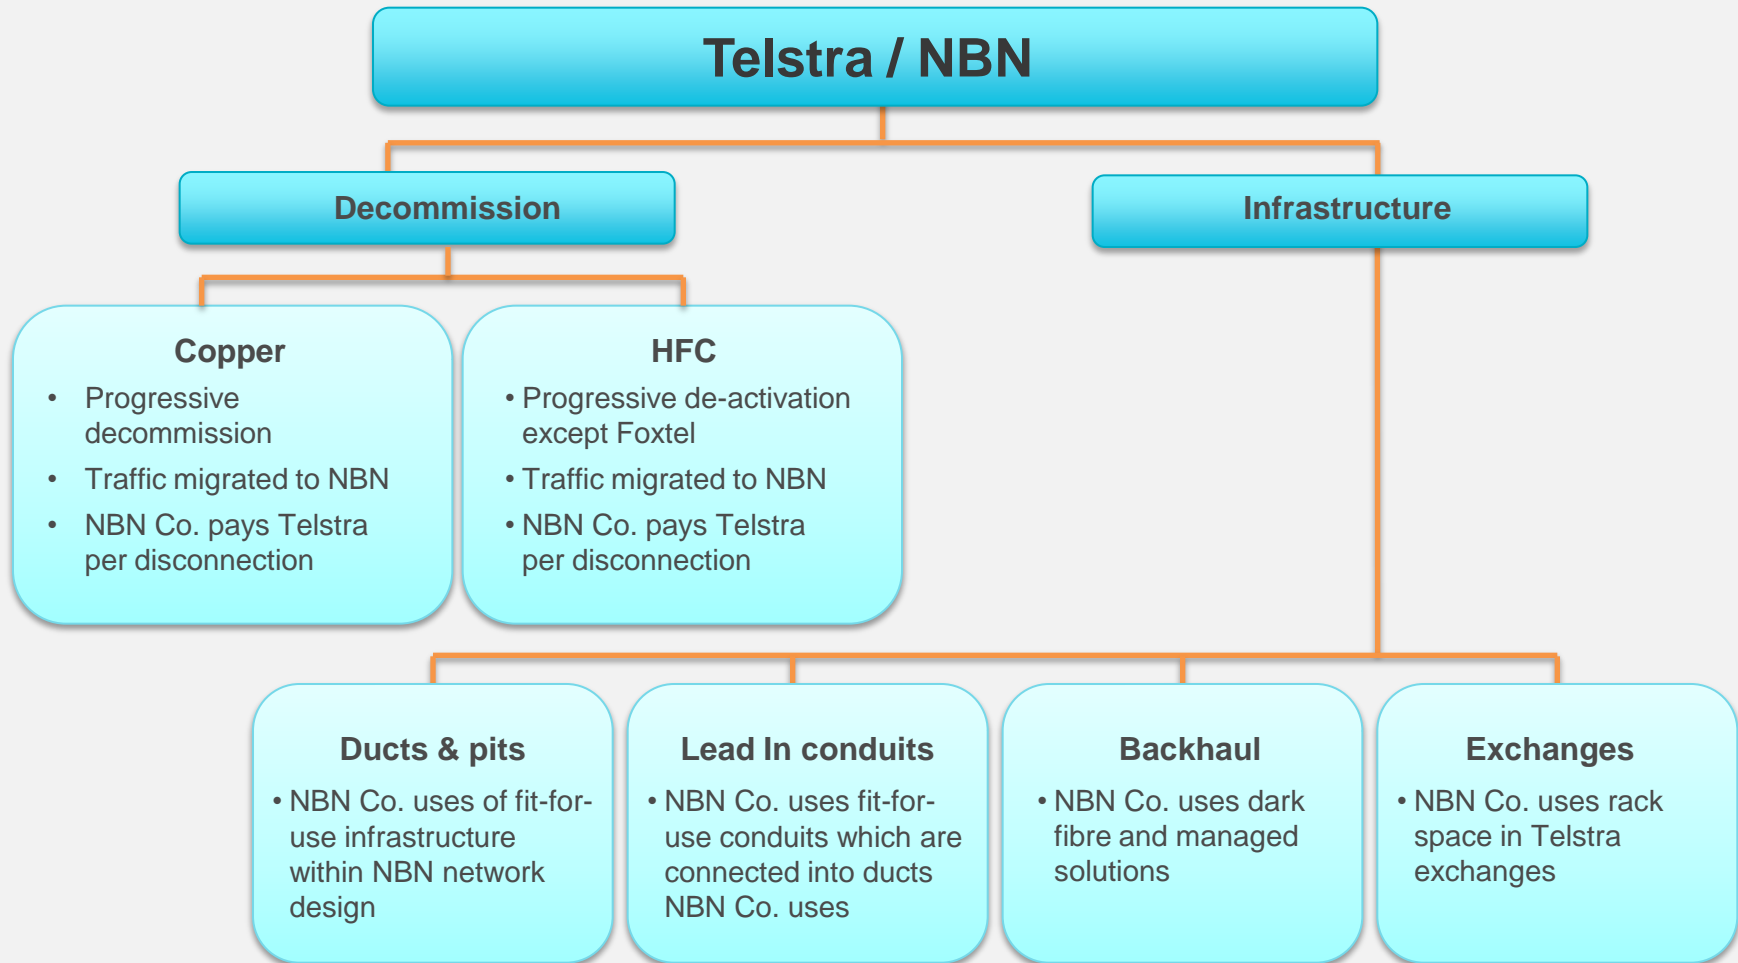 Telstra / NBN
Decommission
Infrastructure
Copper
• Progressive
decommission
• Traffic migrated to NBN
• NBN Co. pays Telstra
per disconnection
HFC
• Progressive de-activation
except Foxtel
• Traffic migrated to NBN
• NBN Co. pays Telstra
per disconnection
Ducts & pits
• NBN Co. uses of fit-for-
use infrastructure
within NBN network
design
Lead In conduits
• NBN Co. uses fit-for-
use conduits which are
connected into ducts
NBN Co. uses
Backhaul
• NBN Co. uses dark
fibre and managed
solutions
Exchanges
• NBN Co. uses rack
space in Telstra
exchanges